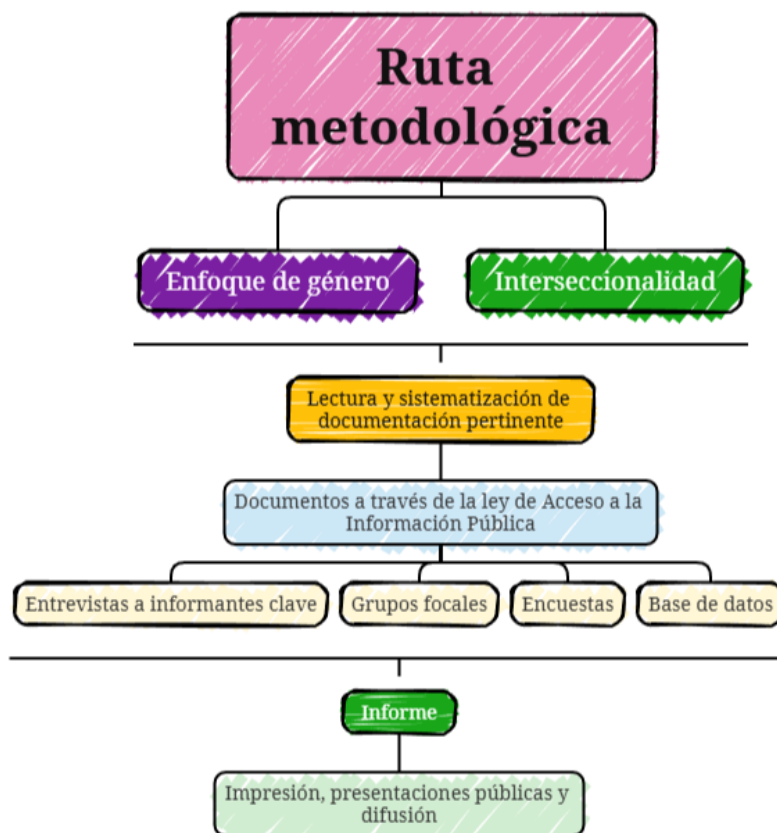 Ruta
metodológica
Enfoque de género
Interseccionalidad
Lectura y sistematización de
documentación pertinente
Documentos a través de la ley de Acceso a la
Información Pública
Entrevistas a informantes clave
Grupos focales
Encuestas
Base de datos
Informe
Impresión, presentaciones públicas y
difusión